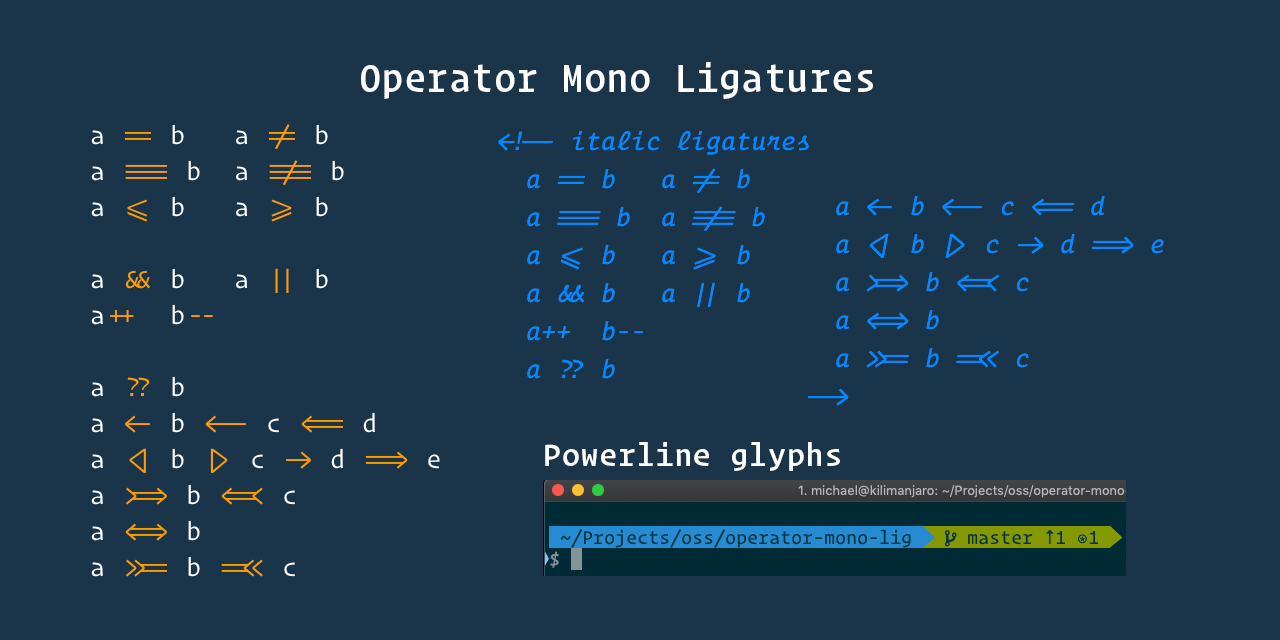 Operator Mono Ligatures
a == b   a != b
a === b  a !== b
a <= b   a >= b
a && b   a || b
a++  b--
a ?? b
a <- b <-- c <== d
a <| b |> c -> d ==> e
a >=> b <=< c
a <=> b
a >>= b =<< c
<!-- italic ligatures
a == b   a != b
a === b  a !== b
a <= b   a >= b
a && b   a || b
a++  b--
a ?? b
a <- b <-- c <== d
a <| b |> c -> d ==> e
a >=> b <=< c
a <=> b
a >>= b =<< c
-->
Powerline glyphs
1. michael@kilimanjaro: ~/Projects/oss/operator-mono
~/Projects/oss/operator-mono-lig  master ↑1 ⍟1
$